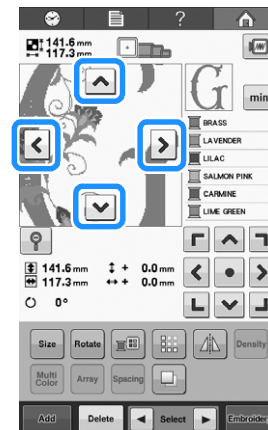 ?
141.6 mm
117.3 mm
G
min
BRASS
LAVENDER
LILAC
SALMON PINK
CARMINE
LIME GREEN
141.6 mm + 0.0 mm
117.3 mm + 0.0 mm
0°
Size Rotate Density
Multi Color Array Spacing
Add Delete Select Embroider